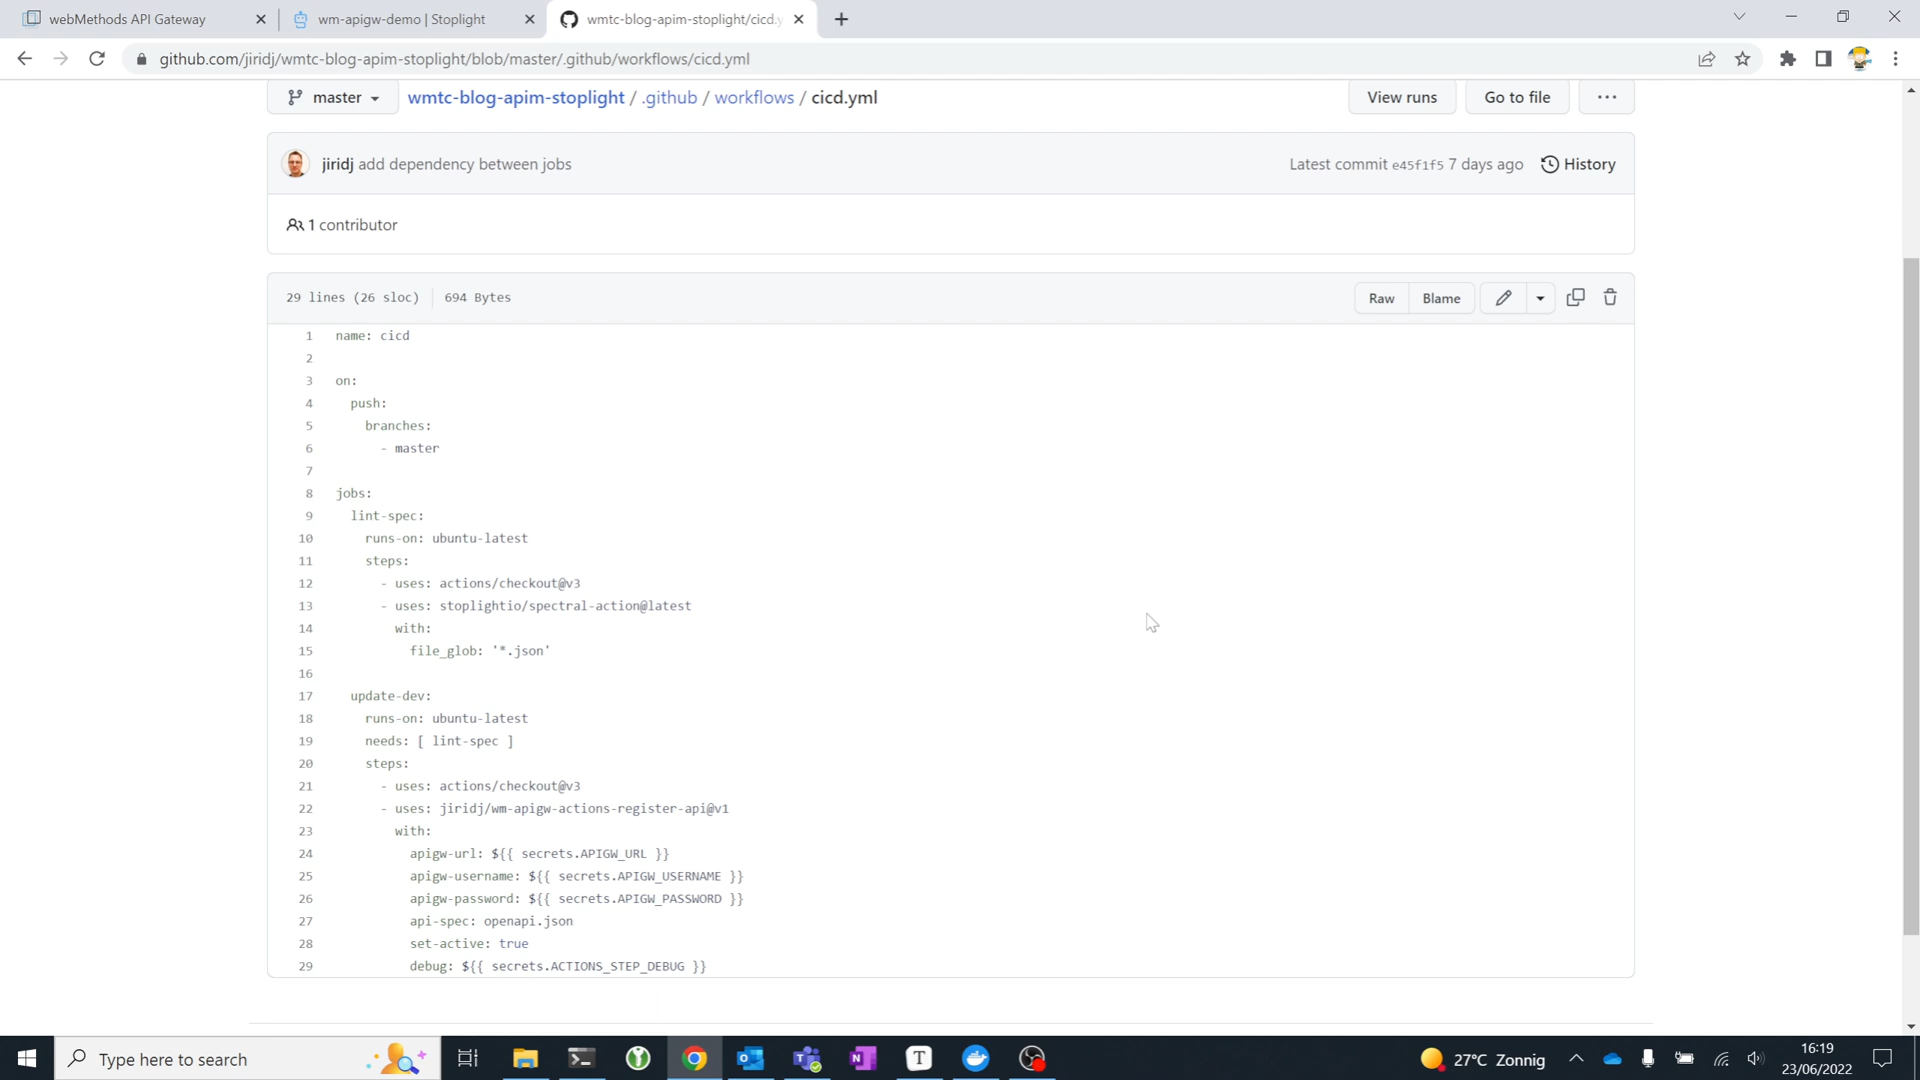 webMethods API Gateway
wm-apigw-demo | Stoplight
wmtc-blog-apim-stoplight/cicd.y
github.com/jiridj/wmtc-blog-apim-stoplight/blob/master/.github/workflows/cicd.yml
master
wmtc-blog-apim-stoplight / .github / workflows / cicd.yml
View runs
Go to file
jiridj add dependency between jobs
Latest commit e45f1f5 7 days ago
History
1 contributor
29 lines (26 sloc)
694 Bytes
Raw
Blame
1 name: cicd
2
3 on:
4 push:
5 branches:
6 - master
7
8 jobs:
9 lint-spec:
10 runs-on: ubuntu-latest
11 steps:
12 - uses: actions/checkout@v3
13 - uses: stoplightio/spectral-action@latest
14 with:
15 file_glob: '*.json'
16
17 update-dev:
18 runs-on: ubuntu-latest
19 needs: [ lint-spec ]
20 steps:
21 - uses: actions/checkout@v3
22 - uses: jiridj/wm-apigw-actions-register-api@v1
23 with:
24 apigw-url: ${{ secrets.APIGW_URL }}
25 apigw-username: ${{ secrets.APIGW_USERNAME }}
26 apigw-password: ${{ secrets.APIGW_PASSWORD }}
27 api-spec: openapi.json
28 set-active: true
29 debug: ${{ secrets.ACTIONS_STEP_DEBUG }}
Type here to search
27°C Zonnig
16:19
23/06/2022